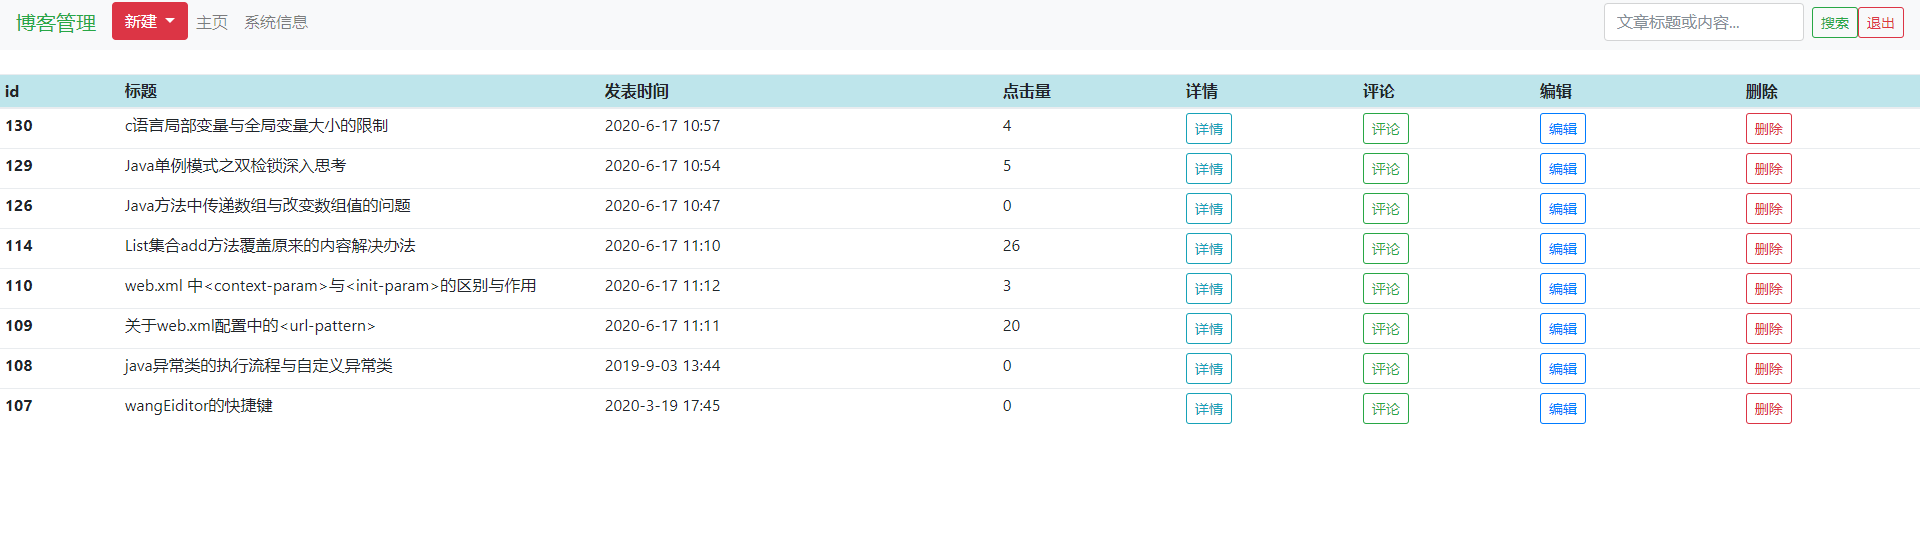 博客管理 新建 主页 系统信息 文章标题或内容... 搜索 退出
id 标题 发表时间 点击量 详情 评论 编辑 删除
130 c语言局部变量与全局变量大小的限制 2020-6-17 10:57 4 详情 评论 编辑 删除
129 Java单例模式之双检锁深入思考 2020-6-17 10:54 5 详情 评论 编辑 删除
126 Java方法中传递数组与改变数组值的问题 2020-6-17 10:47 0 详情 评论 编辑 删除
114 List集合add方法覆盖原来的内容解决办法 2020-6-17 11:10 26 详情 评论 编辑 删除
110 web.xml 中<context-param>与<init-param>的区别与作用 2020-6-17 11:12 3 详情 评论 编辑 删除
109 关于web.xml配置中的<url-pattern> 2020-6-17 11:11 20 详情 评论 编辑 删除
108 java异常类的执行流程与自定义异常类 2019-9-03 13:44 0 详情 评论 编辑 删除
107 wangEiditor的快捷键 2020-3-19 17:45 0 详情 评论 编辑 删除